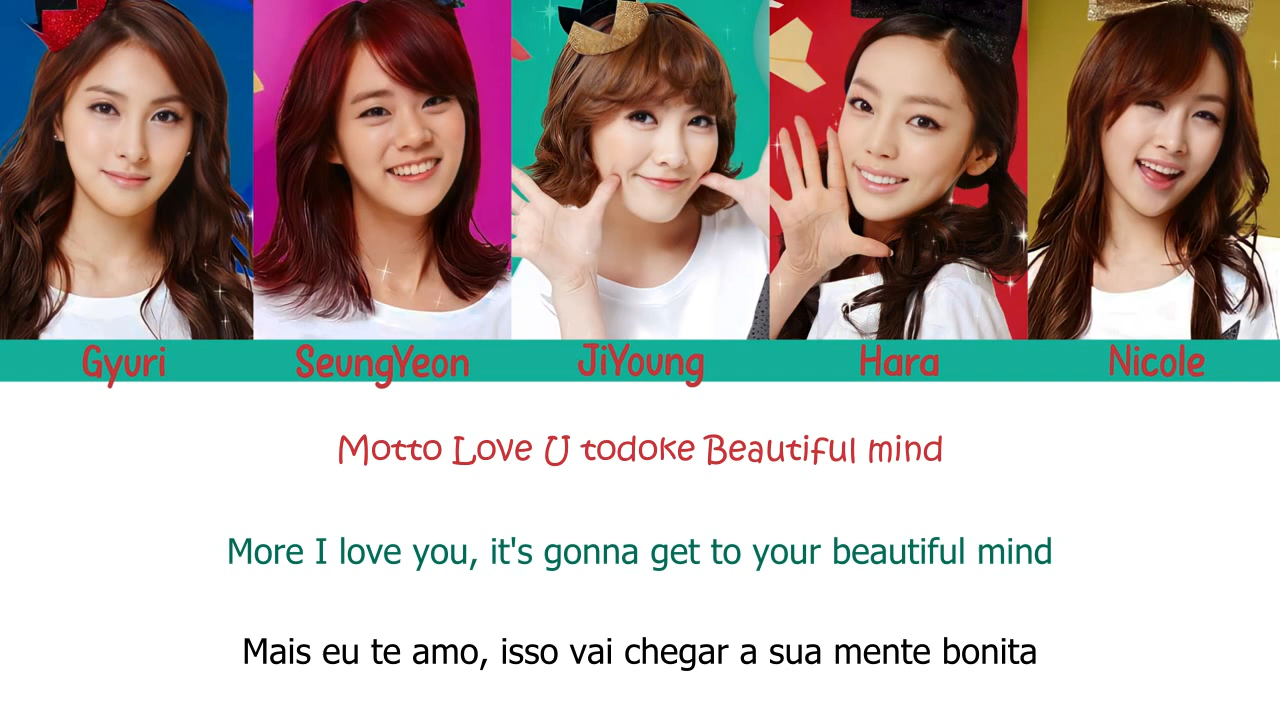 Gyuri SeungYeon JiYoung Hara Nicole
Motto Love U todoke Beautiful mind
More I love you, it's gonna get to your beautiful mind
Mais eu te amo, isso vai chegar a sua mente bonita